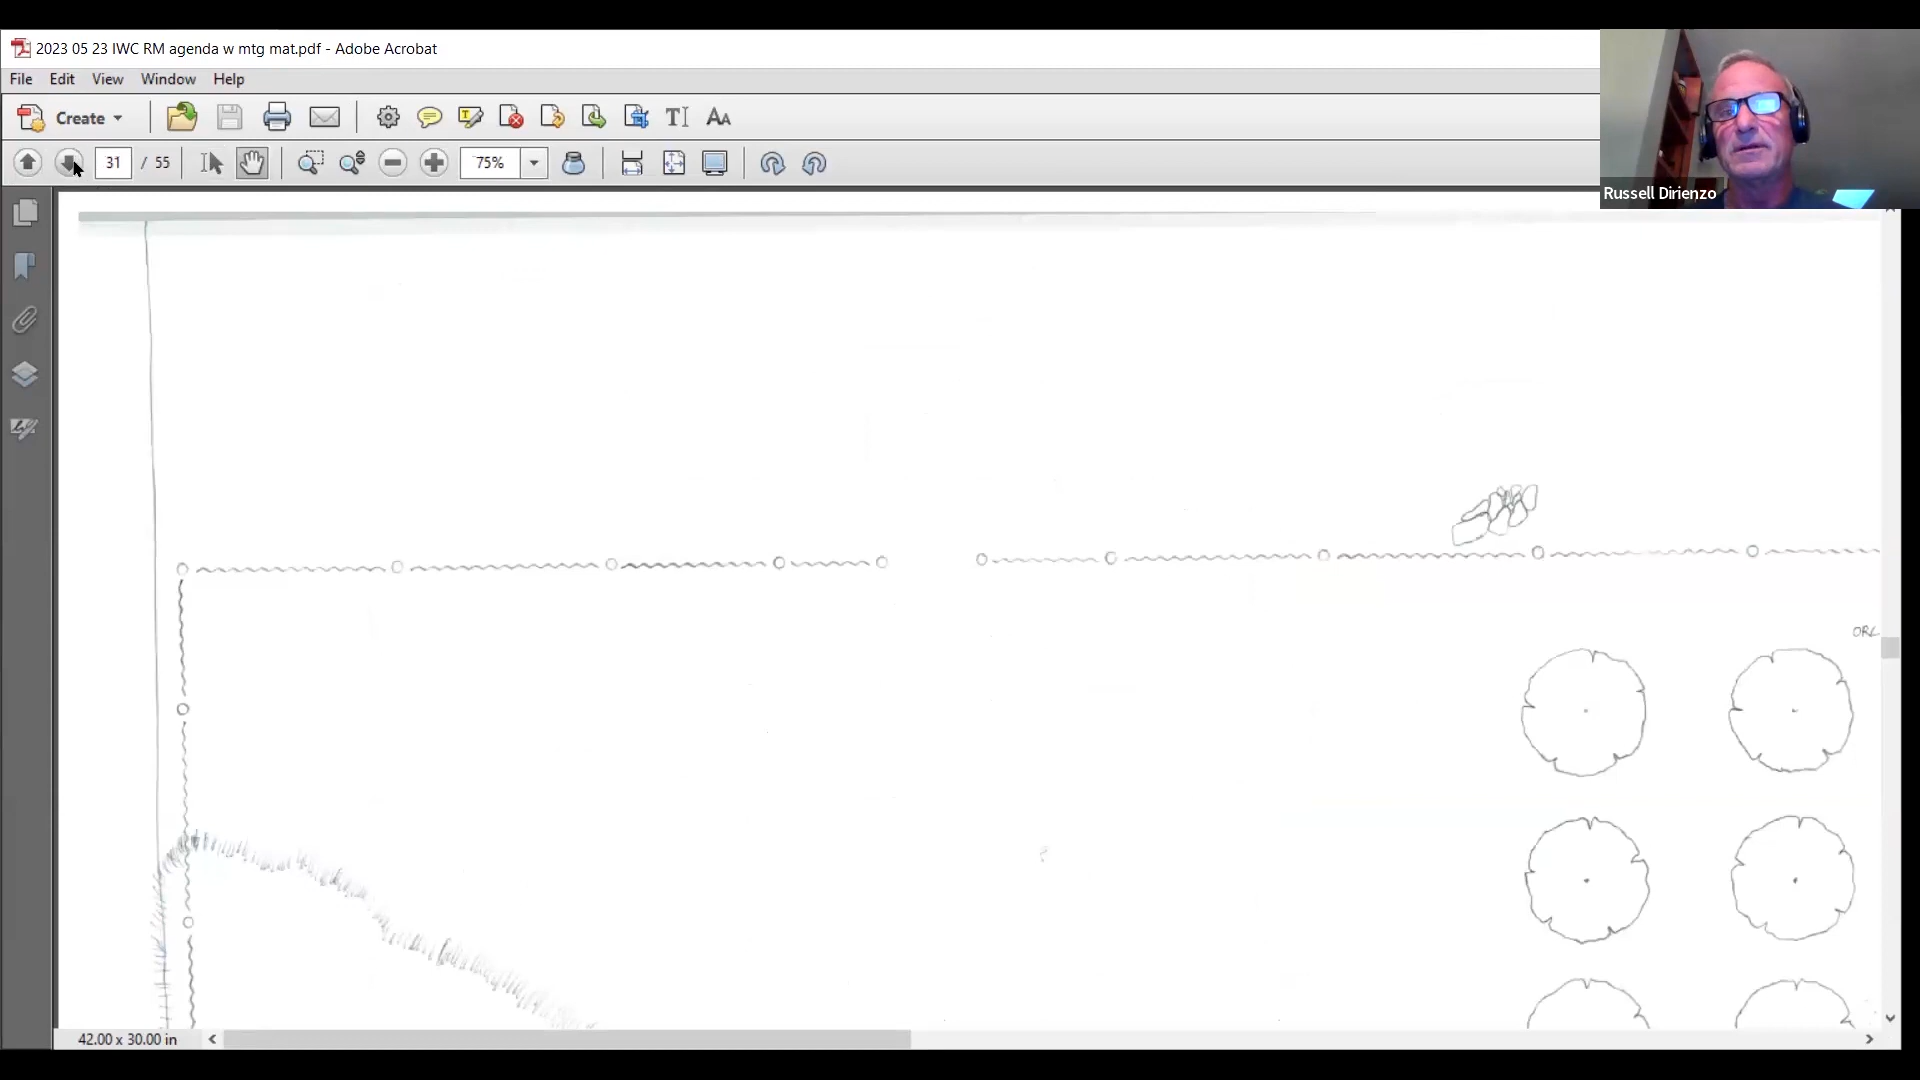 2023 05 23 IWC RM agenda w mtg mat.pdf - Adobe Acrobat
File Edit View Window Help
Create
31 / 55
75%
Russell Dirienzo
42.00 x 30.00 in